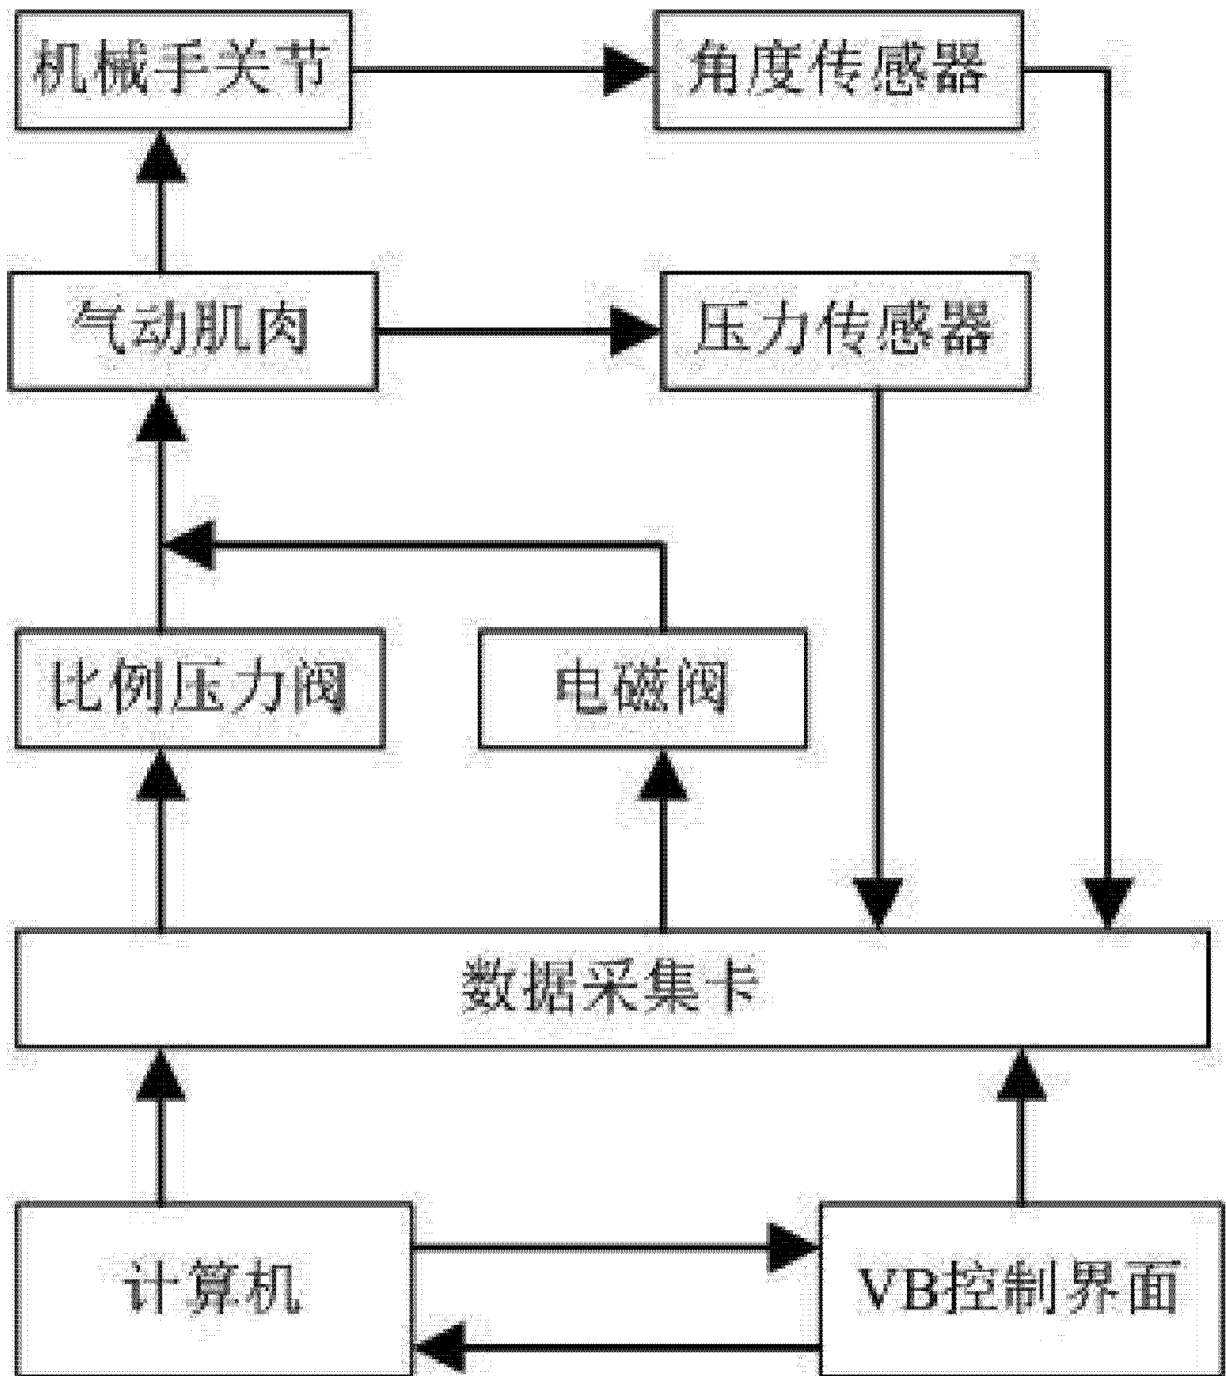 机械手关节
角度传感器
气动肌肉
压力传感器
比例压力阀
电磁阀
数据采集卡
计算机
VB控制界面